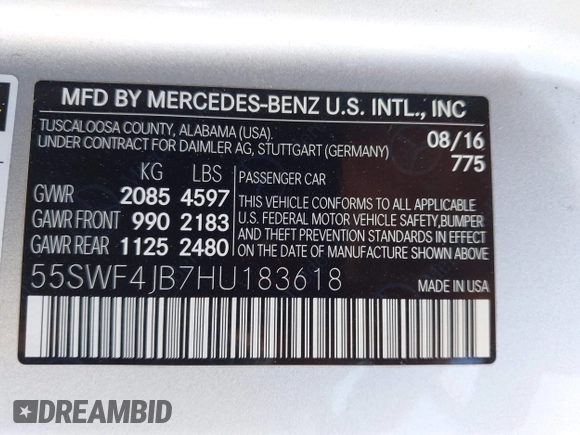 MFD BY MERCEDES-BENZ U.S. INTL., INC
TUSCALOOSA COUNTY, ALABAMA (USA).
UNDER CONTRACT FOR DAIMLER AG, STUTTGART (GERMANY)
08/16
775
KG LBS
GVWR 2085 4597
GAWR FRONT 990 2183
GAWR REAR 1125 2480
PASSENGER CAR
THIS VEHICLE CONFORMS TO ALL APPLICABLE
U.S. FEDERAL MOTOR VEHICLE SAFETY,BUMPER
AND THEFT PREVENTION STANDARDS IN EFFECT
ON THE DATE OF MANUFACTURE SHOWN ABOVE.
55SWF4JB7HU183618
MADE IN USA
DREAMBID